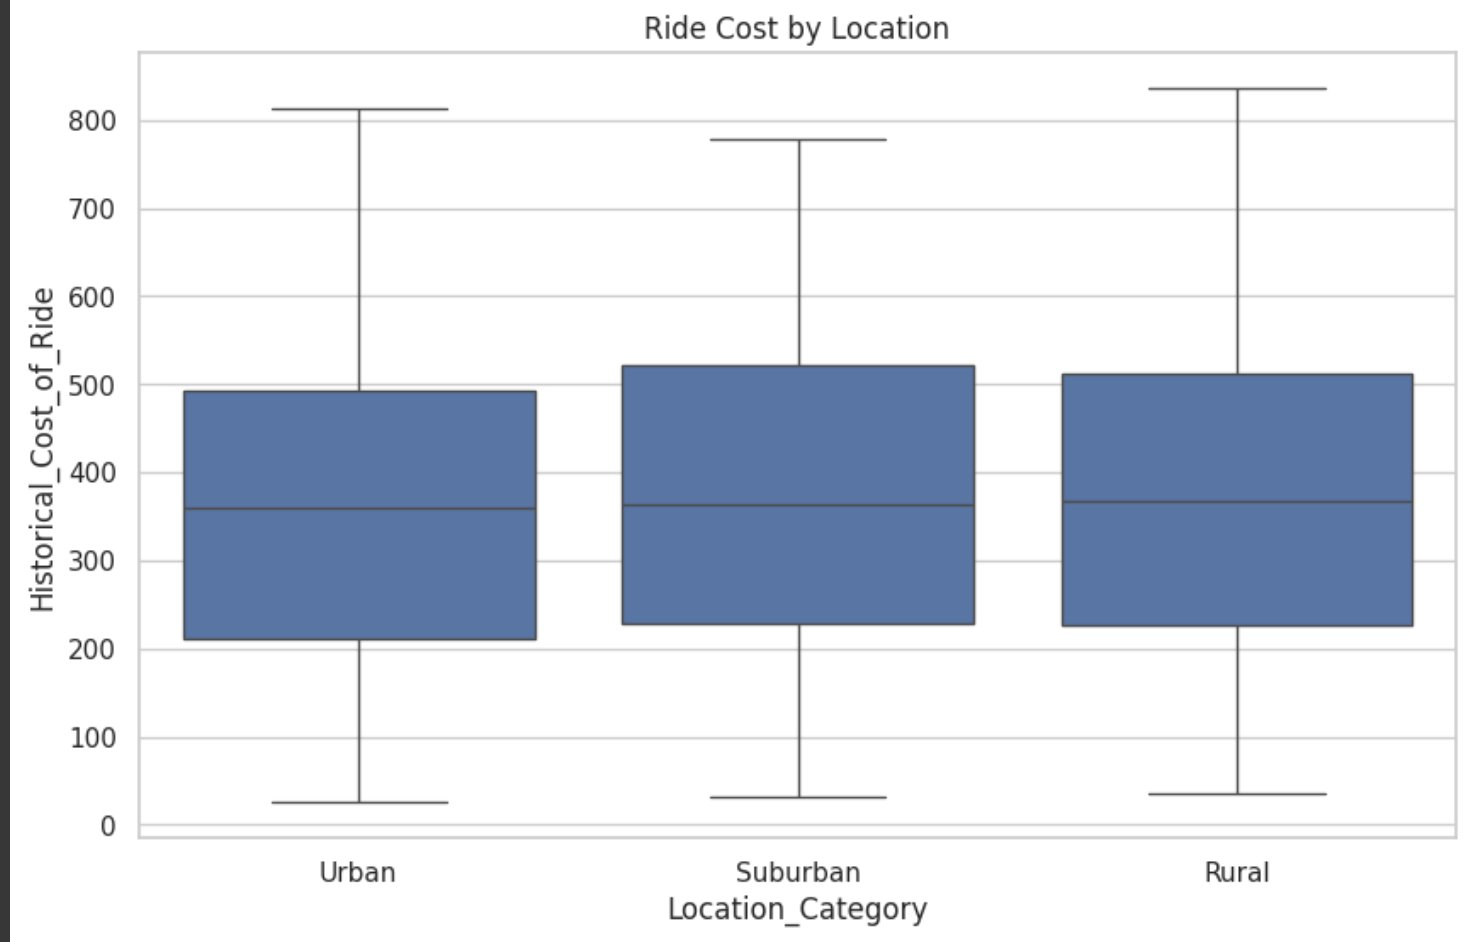 Ride Cost by Location
Historical_Cost_of_Ride
800
700
600
500
400
300
200
100
0
Urban Suburban Rural
Location_Category